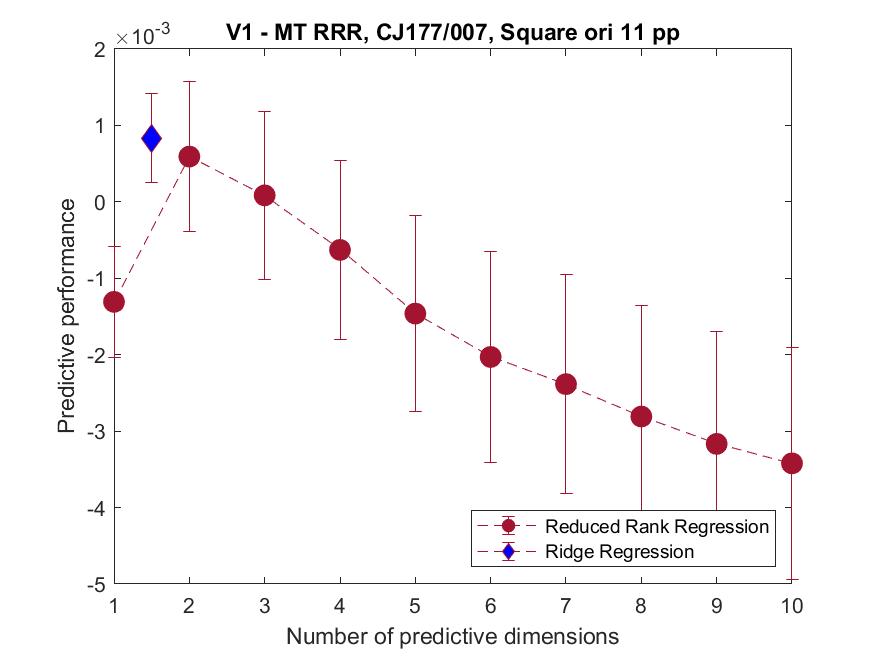 V1 - MT RRR, CJ177/007, Square ori 11 pp
×10-3
2
1
0
-1
-2
-3
-4
-5
Predictive performance
1 2 3 4 5 6 7 8 9 10
Number of predictive dimensions
Reduced Rank Regression
Ridge Regression